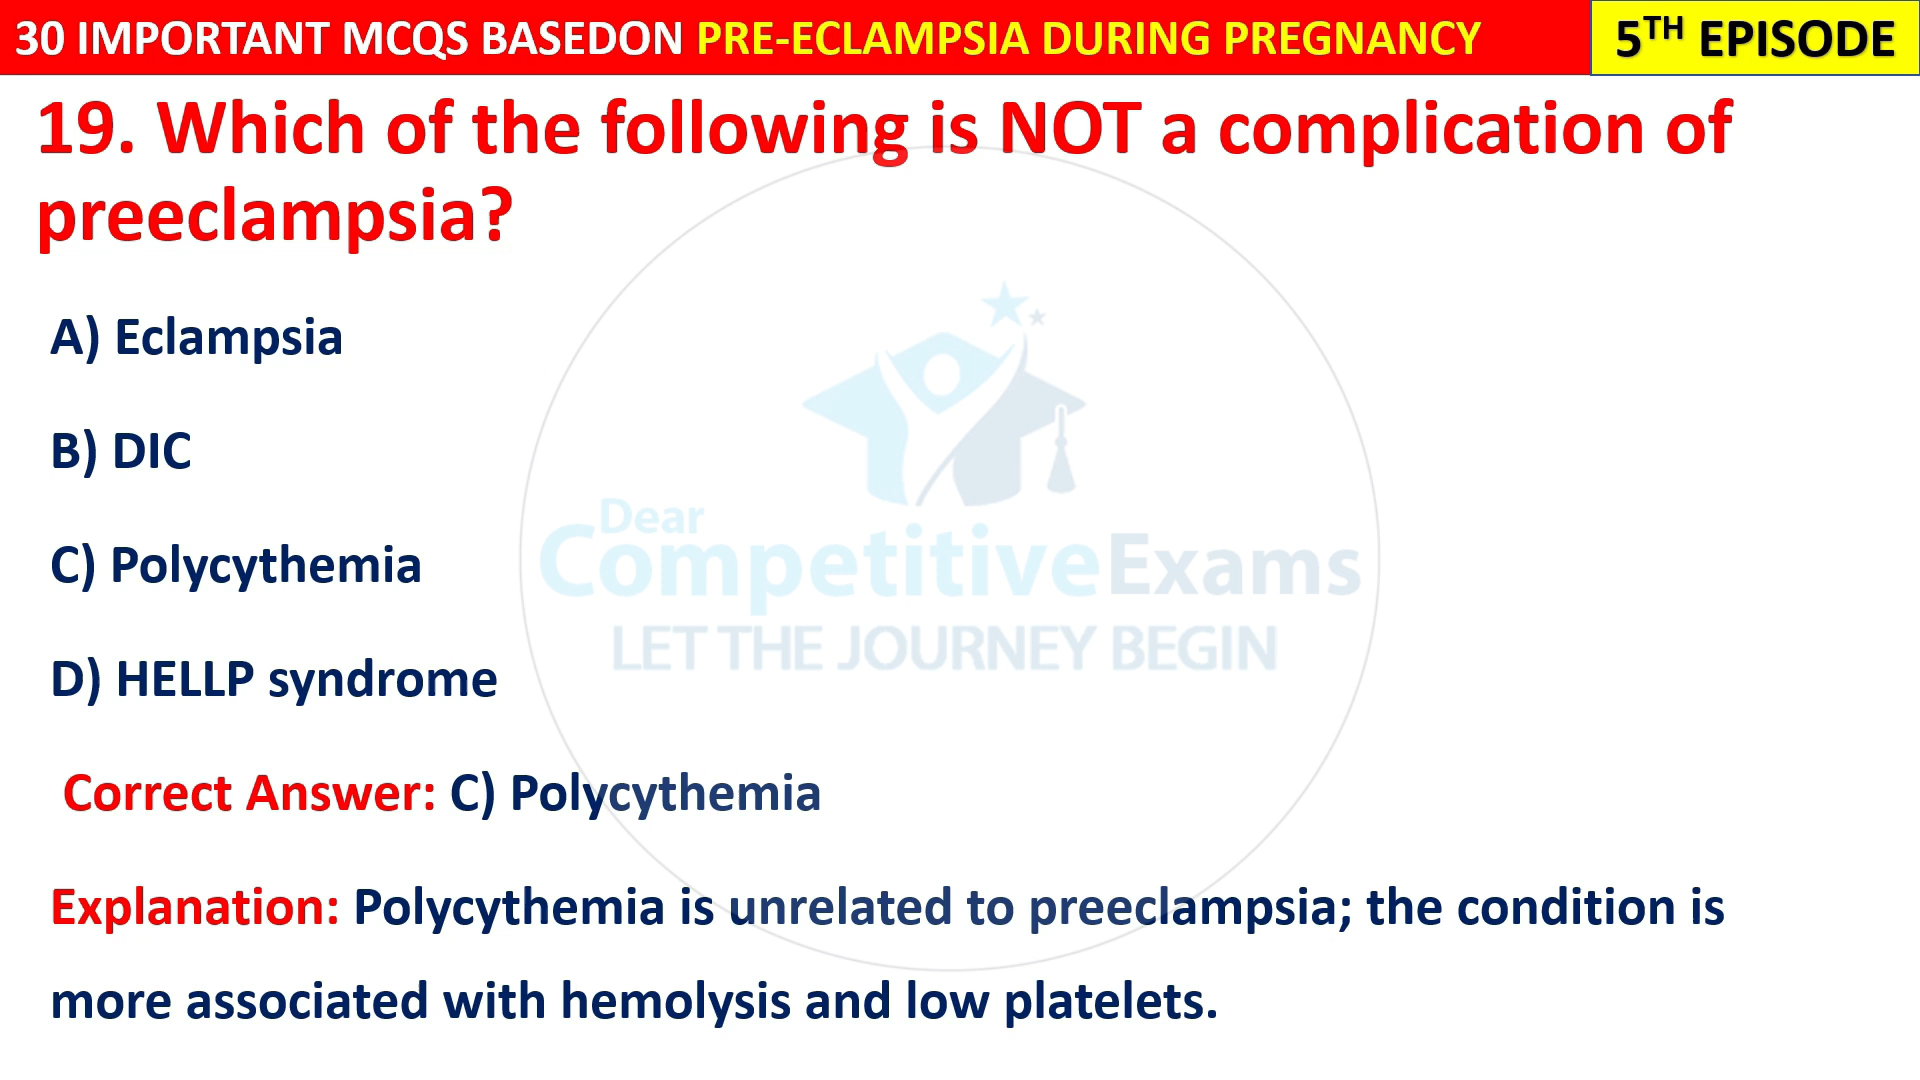 30 IMPORTANT MCQS BASEDON PRE-ECLAMPSIA DURING PREGNANCY
5TH EPISODE
19. Which of the following is NOT a complication of
preeclampsia?
A) Eclampsia
B) DIC
C) Polycythemia
D) HELLP syndrome
Dear
CompetitiveExams
LET THE JOURNEY BEGIN
Correct Answer: C) Polycythemia
Explanation: Polycythemia is unrelated to preeclampsia; the condition is
more associated with hemolysis and low platelets.